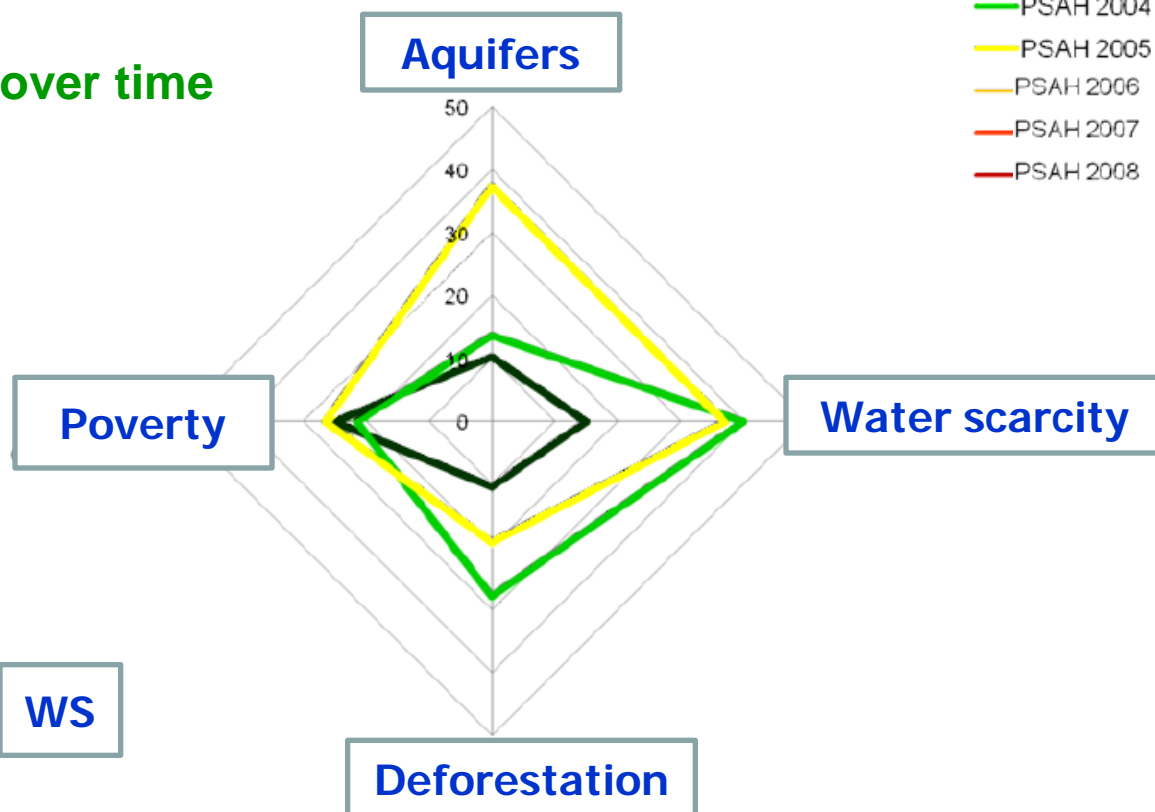 PSAH 2004
Aquifers
PSAH 2005
over time
PSAH 2006
50
PSAH 2007
40
PSAH 2008
30
20
10
0
Poverty
Water scarcity
WS
Deforestation